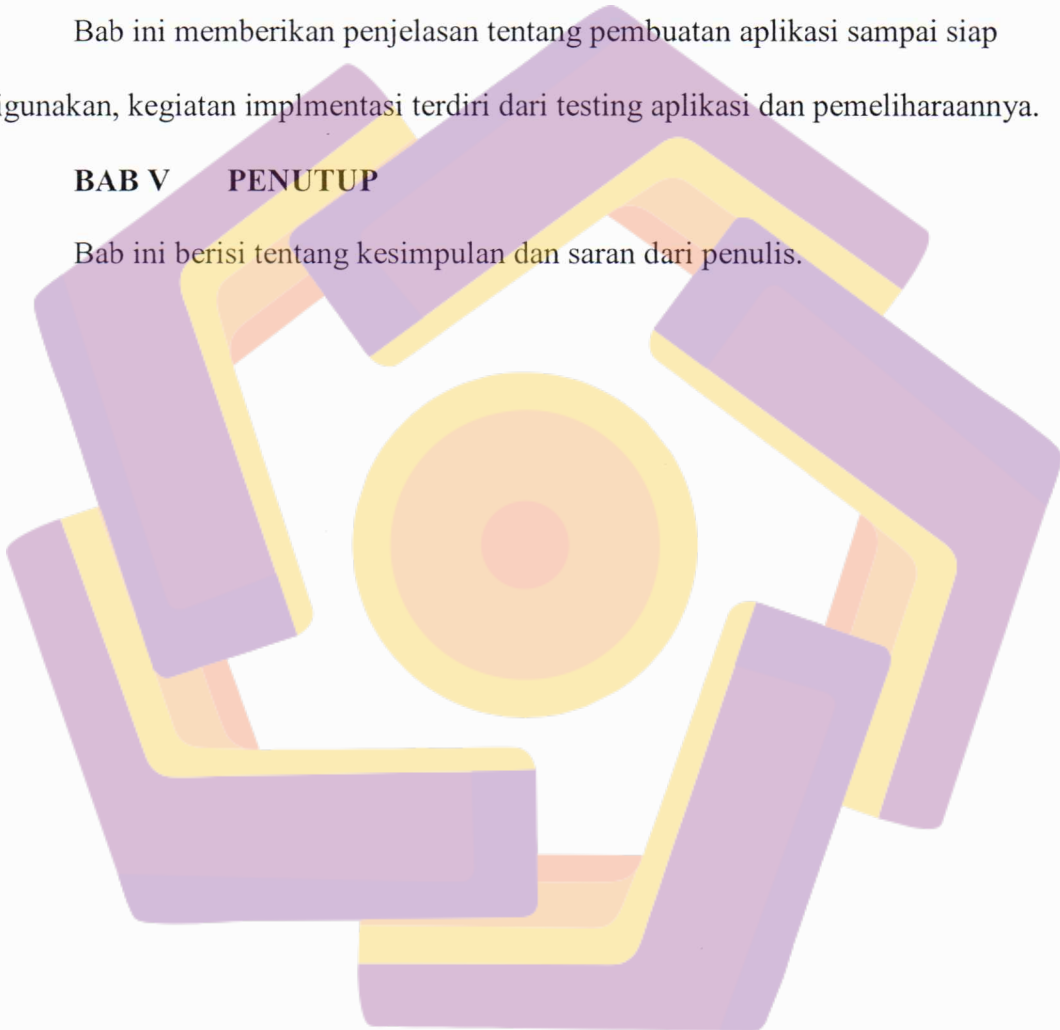 Bab ini memberikan penjelasan tentang pembuatan aplikasi sampai siap
igunakan, kegiatan implmentasi terdiri dari testing aplikasi dan pemeliharaannya.
BAB V PENUTUP
Bab ini berisi tentang kesimpulan dan saran dari penulis.